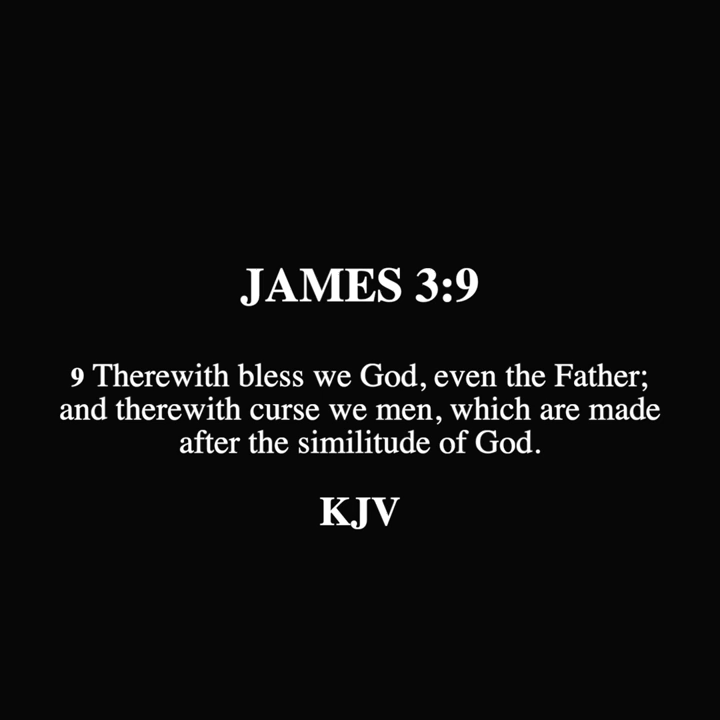 JAMES 3:9
9 Therewith bless we God, even the Father;
and therewith curse we men, which are made
after the similitude of God.
KJV